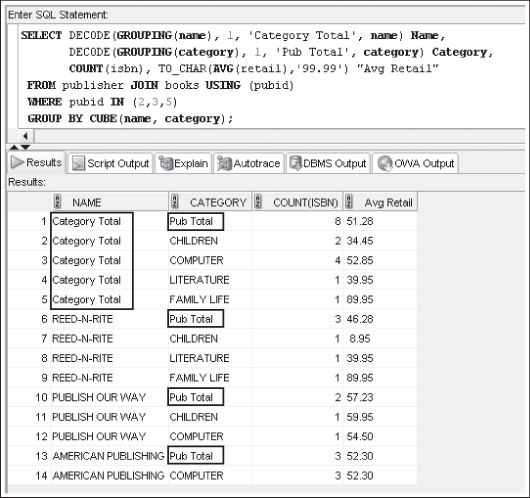 Enter SQL Statement:
SELECT DECODE(GROUPING(name), 1, 'Category Total', name) Name,
DECODE(GROUPING(category), 1, 'Pub Total', category) Category,
COUNT(isbn), TO_CHAR(AVG(retail),'99.99') "Avg Retail"
FROM publisher JOIN books USING (pubid)
WHERE pubid IN (2,3,5)
GROUP BY CUBE(name, category);
Results Script Output Explain Autotrace DBMS Output OWA Output
Results:
NAME CATEGORY COUNT(ISBN) Avg Retail
1 Category Total Pub Total 8 51.28
2 Category Total CHILDREN 2 34.45
3 Category Total COMPUTER 4 52.85
4 Category Total LITERATURE 1 39.95
5 Category Total FAMILY LIFE 1 89.95
6 REED-N-RITE Pub Total 3 46.28
7 REED-N-RITE CHILDREN 1 8.95
8 REED-N-RITE LITERATURE 1 39.95
9 REED-N-RITE FAMILY LIFE 1 89.95
10 PUBLISH OUR WAY Pub Total 2 57.23
11 PUBLISH OUR WAY CHILDREN 1 59.95
12 PUBLISH OUR WAY COMPUTER 1 54.50
13 AMERICAN PUBLISHING Pub Total 3 52.30
14 AMERICAN PUBLISHING COMPUTER 3 52.30